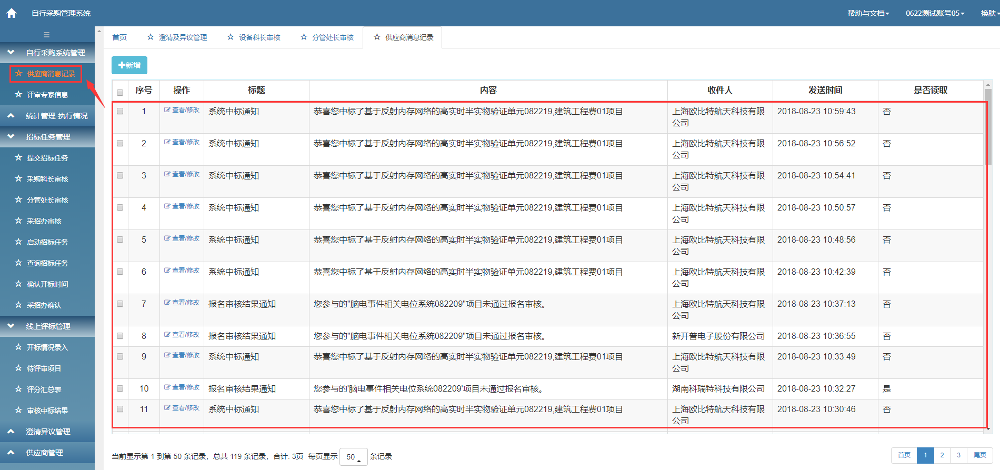 自行采购管理系统
帮助与文档
0622测试账号05
换肤
自行采购系统管理
供应商消息记录
评审专家信息
统计管理-执行情况
招标任务管理
提交招标任务
采购科长审核
分管处长审核
采招办审核
启动招标任务
查询招标任务
确认开标时间
采招办确认
线上评标管理
开标情况录入
待评审项目
评分汇总表
审核中标结果
澄清异议管理
供应商管理
首页 澄清及异议管理 设备科长审核 分管处长审核 供应商消息记录
新增
序号 操作 标题 内容 收件人 发送时间 是否读取
1 查看/修改 系统中标通知 恭喜您中标了基于反射内存网络的高实时半实物验证单元082219,建筑工程费01项目 上海欧比特航天科技有限 2018-08-23 10:59:43 否
公司
2 查看/修改 系统中标通知 恭喜您中标了基于反射内存网络的高实时半实物验证单元082219,建筑工程费01项目 上海欧比特航天科技有限 2018-08-23 10:56:52 否
公司
3 查看/修改 系统中标通知 恭喜您中标了基于反射内存网络的高实时半实物验证单元082219,建筑工程费01项目 上海欧比特航天科技有限 2018-08-23 10:54:41 否
公司
4 查看/修改 系统中标通知 恭喜您中标了基于反射内存网络的高实时半实物验证单元082219,建筑工程费01项目 上海欧比特航天科技有限 2018-08-23 10:50:57 否
公司
5 查看/修改 系统中标通知 恭喜您中标了基于反射内存网络的高实时半实物验证单元082219,建筑工程费01项目 上海欧比特航天科技有限 2018-08-23 10:48:56 否
公司
6 查看/修改 系统中标通知 恭喜您中标了基于反射内存网络的高实时半实物验证单元082219,建筑工程费01项目 上海欧比特航天科技有限 2018-08-23 10:42:39 否
公司
7 查看/修改 报名审核结果通知 您参与的"脑电事件相关电位系统082209"项目未通过报名审核。 上海欧比特航天科技有限 2018-08-23 10:37:13 否
公司
8 查看/修改 报名审核结果通知 您参与的"脑电事件相关电位系统082209"项目未通过报名审核。 新开普电子股份有限公司 2018-08-23 10:36:55 否
9 查看/修改 系统中标通知 恭喜您中标了基于反射内存网络的高实时半实物验证单元082219,建筑工程费01项目 上海欧比特航天科技有限 2018-08-23 10:33:49 否
公司
10 查看/修改 报名审核结果通知 您参与的'脑电事件相关电位系统082209'项目未通过报名审核。 湖南科瑞特科技有限公司 2018-08-23 10:32:27 是
11 查看/修改 系统中标通知 恭喜您中标了基于反射内存网络的高实时半实物验证单元082219,建筑工程费01项目 上海欧比特航天科技有限 2018-08-23 10:30:46 否
公司
当前显示第 1 到第 50 条记录，总共 119 条记录，合计: 3页 每页显示 50 条记录
首页 1 2 3 尾页